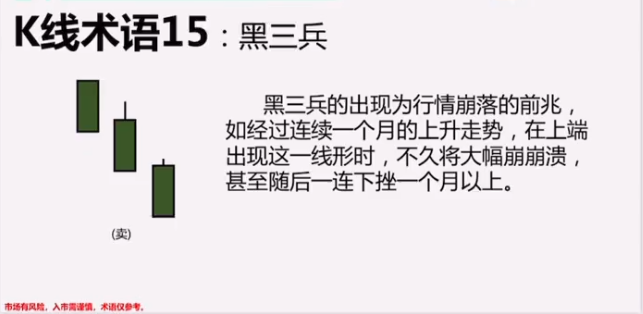 K线术语15：黑三兵
黑三兵的出现为行情崩落的前兆，
如经过连续一个月的上升走势，在上端
出现这一线形时，不久将大幅崩崩溃，
甚至随后一连下挫一个月以上。
(卖)
市场有风险，入市需谨慎，术语仅参考。